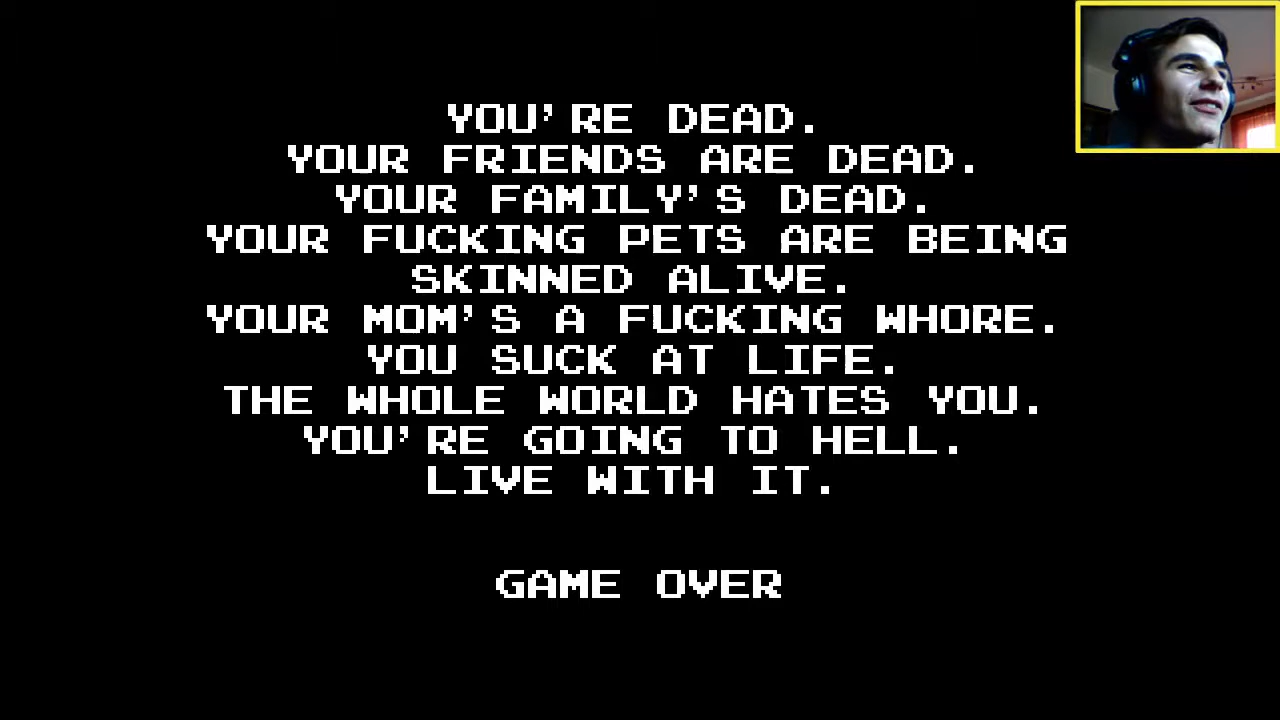 YOU'RE DEAD.
YOUR FRIENDS ARE DEAD.
YOUR FAMILY'S DEAD.
YOUR FUCKING PETS ARE BEING
SKINNED ALIVE.
YOUR MOM'S A FUCKING WHORE.
YOU SUCK AT LIFE.
THE WHOLE WORLD HATES YOU.
YOU'RE GOING TO HELL.
LIVE WITH IT.
GAME OVER